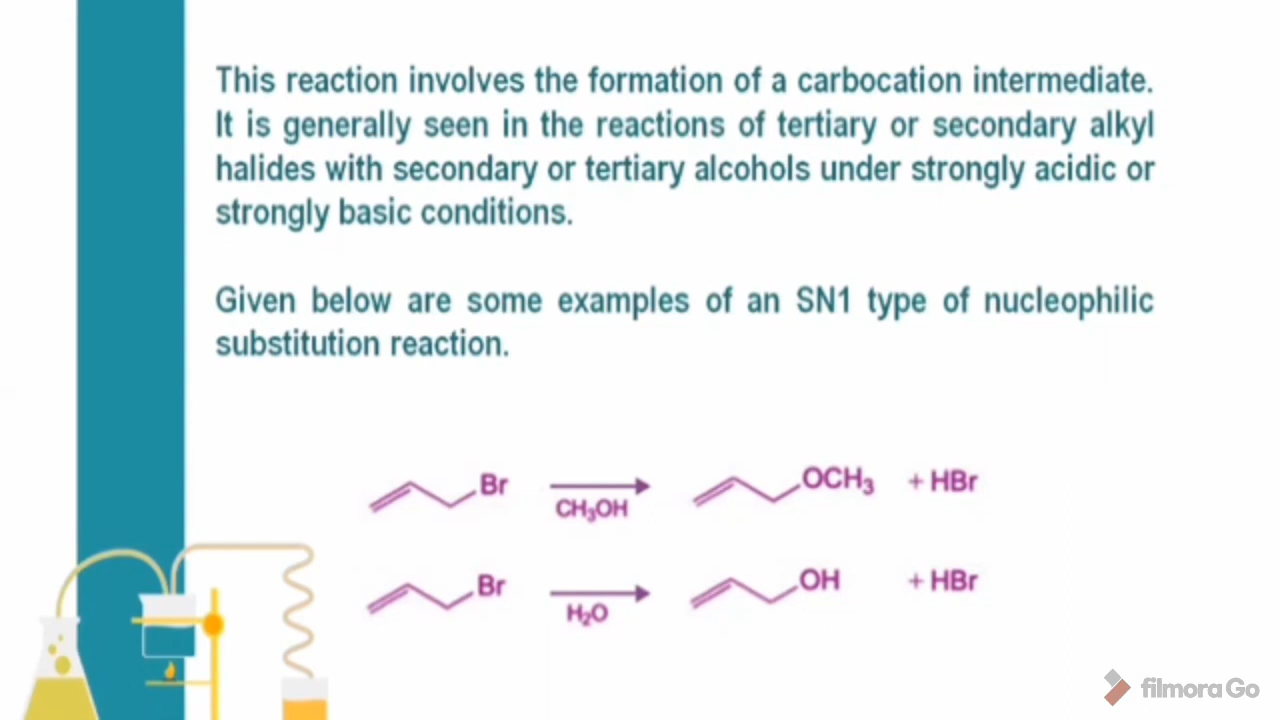 This reaction involves the formation of a carbocation intermediate.
It is generally seen in the reactions of tertiary or secondary alkyl
halides with secondary or tertiary alcohols under strongly acidic or
strongly basic conditions.
Given below are some examples of an SN1 type of nucleophilic
substitution reaction.
Br CH₃OH OCH₃ + HBr
Br H₂O OH + HBr
filmoraGo